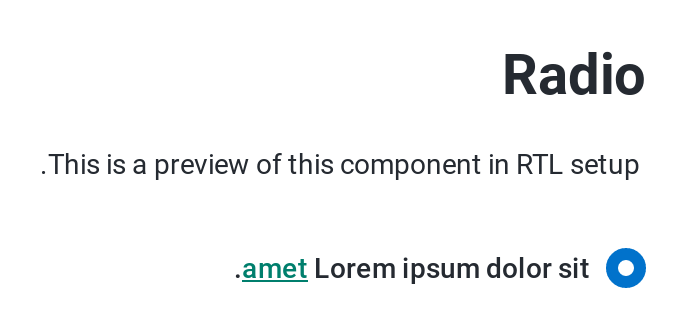 Radio
This is a preview of this component in RTL setup.
Lorem ipsum dolor sit amet.